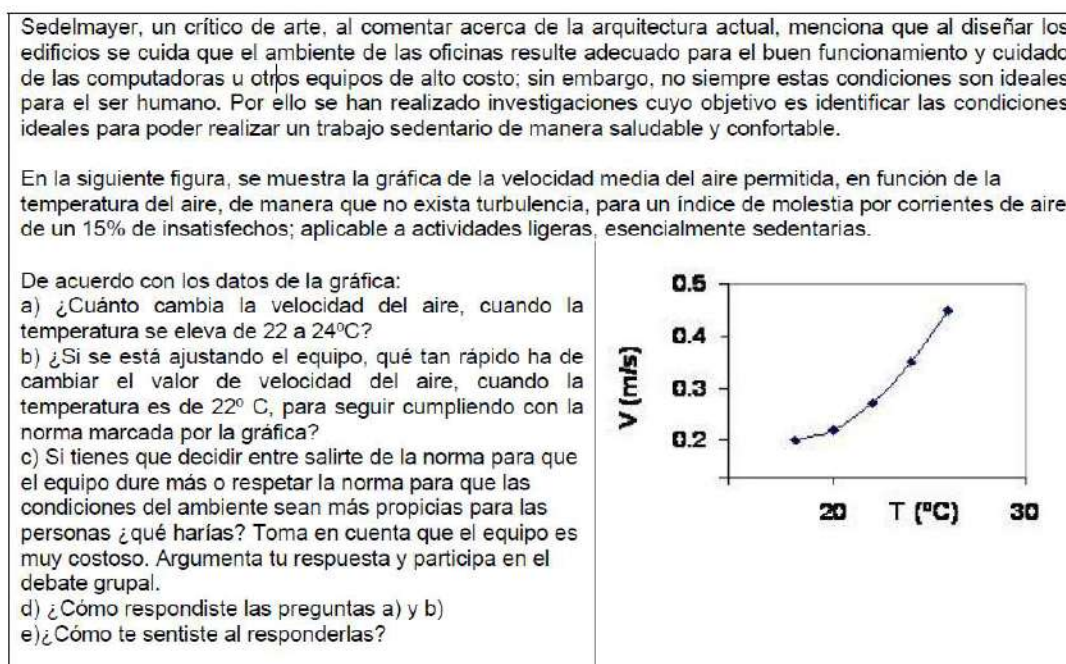 Sedelmayer, un crítico de arte, al comentar acerca de la arquitectura actual, menciona que al diseñar los
edificios se cuida que el ambiente de las oficinas resulte adecuado para el buen funcionamiento y cuidado
de las computadoras u otros equipos de alto costo; sin embargo, no siempre estas condiciones son ideales
para el ser humano. Por ello se han realizado investigaciones cuyo objetivo es identificar las condiciones
ideales para poder realizar un trabajo sedentario de manera saludable y confortable.
En la siguiente figura, se muestra la gráfica de la velocidad media del aire permitida, en función de la
temperatura del aire, de manera que no exista turbulencia, para un índice de molestia por corrientes de aire
de un 15% de insatisfechos; aplicable a actividades ligeras, esencialmente sedentarias.
De acuerdo con los datos de la gráfica:
a) ¿Cuánto cambia la velocidad del aire, cuando la
temperatura se eleva de 22 a 24ºC?
b) ¿Si se está ajustando el equipo, qué tan rápido ha de
cambiar el valor de velocidad del aire, cuando la
temperatura es de 22º C, para seguir cumpliendo con la
norma marcada por la gráfica?
c) Si tienes que decidir entre salirte de la norma para que
el equipo dure más o respetar la norma para que las
condiciones del ambiente sean más propicias para las
personas ¿qué harías? Toma en cuenta que el equipo es
muy costoso. Argumenta tu respuesta y participa en el
debate grupal.
d) ¿Cómo respondiste las preguntas a) y b)
e)¿Cómo te sentiste al responderlas?
0.5
0.4
0.3
0.2
V (m/s)
20
T (ºC)
30